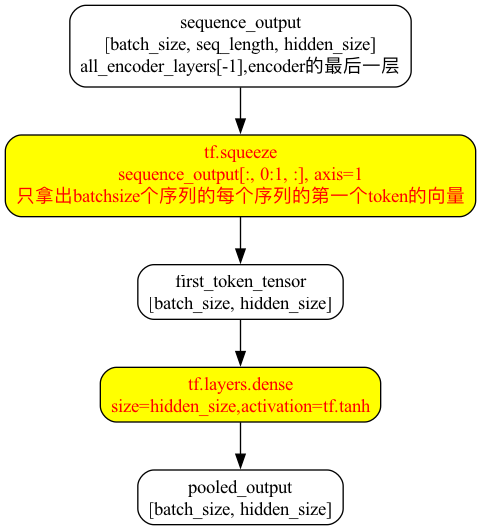 sequence_output
[batch_size, seq_length, hidden_size]
all_encoder_layers[-1],encoder的最后一层
tf.squeeze
sequence_output[:, 0:1, :], axis=1
只拿出batchsize个序列的每个序列的第一个token的向量
first_token_tensor
[batch_size, hidden_size]
tf.layers.dense
size=hidden_size,activation=tf.tanh
pooled_output
[batch_size, hidden_size]